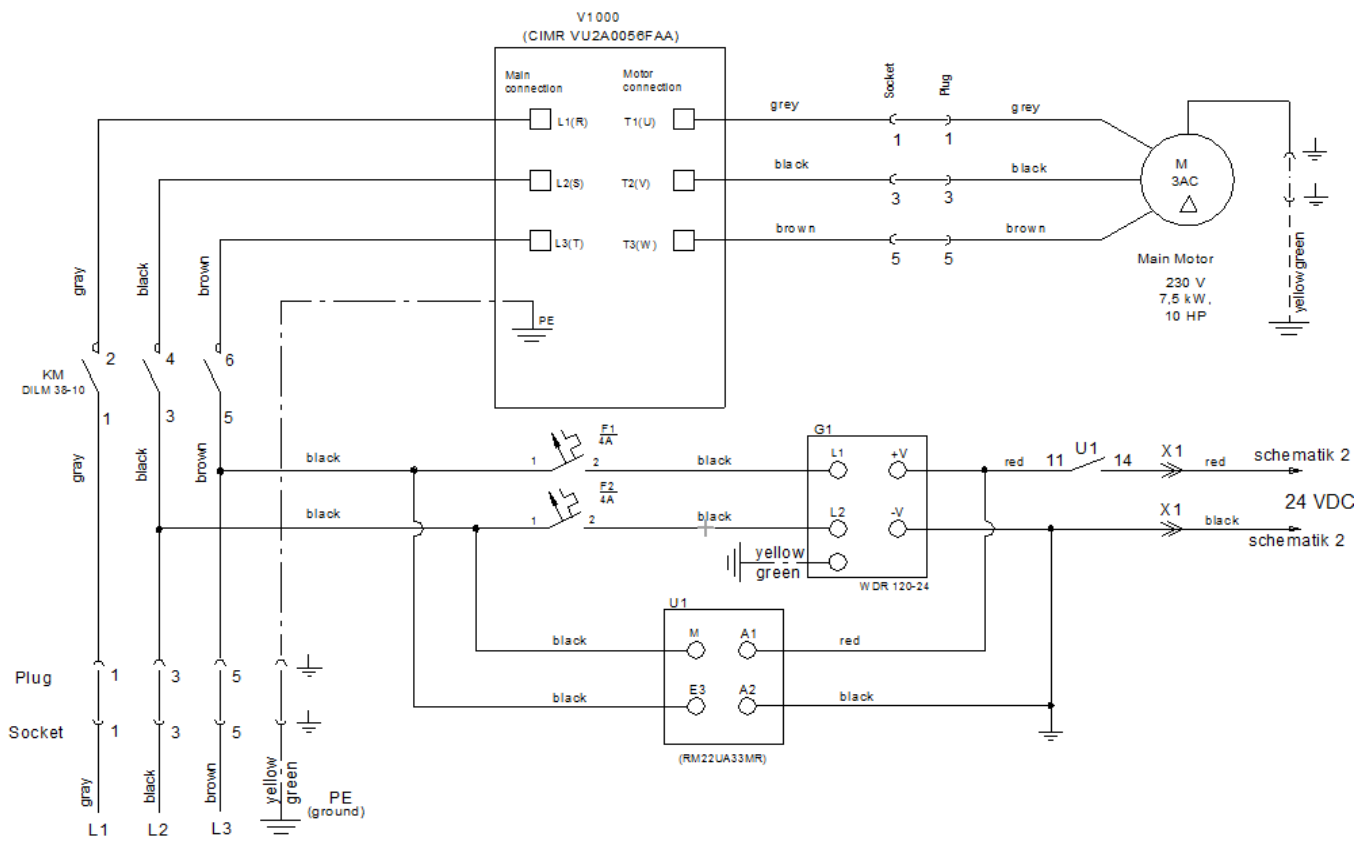 V1000
(CIMR VU2A0056FAA)
Main
connection
Motor
connection
Socket
Plug
L1(R)
T1(U)
grey
1
1
grey
L2(S)
T2(V)
black
3
3
black
L3(T)
T3(W)
brown
5
5
brown
M
3AC
Main Motor
230 V
7,5 kW,
10 HP
yellow green
PE
gray
black
brown
KM
DILM 38-10
2
4
6
1
3
5
gray
black
brown
black
1
F1
4A
2
black
G1
L1
+V
red
11
U1
14
X1
red
schematik 2
24 VDC
black
1
F2
4A
2
black
L2
-V
X1
black
schematik 2
yellow
green
WDR 120-24
U1
black
M
A1
red
black
E3
A2
black
(RM22UA33MR)
Plug
1
3
5
Socket
1
3
5
gray
black
brown
yellow
green
PE
(ground)
L1
L2
L3